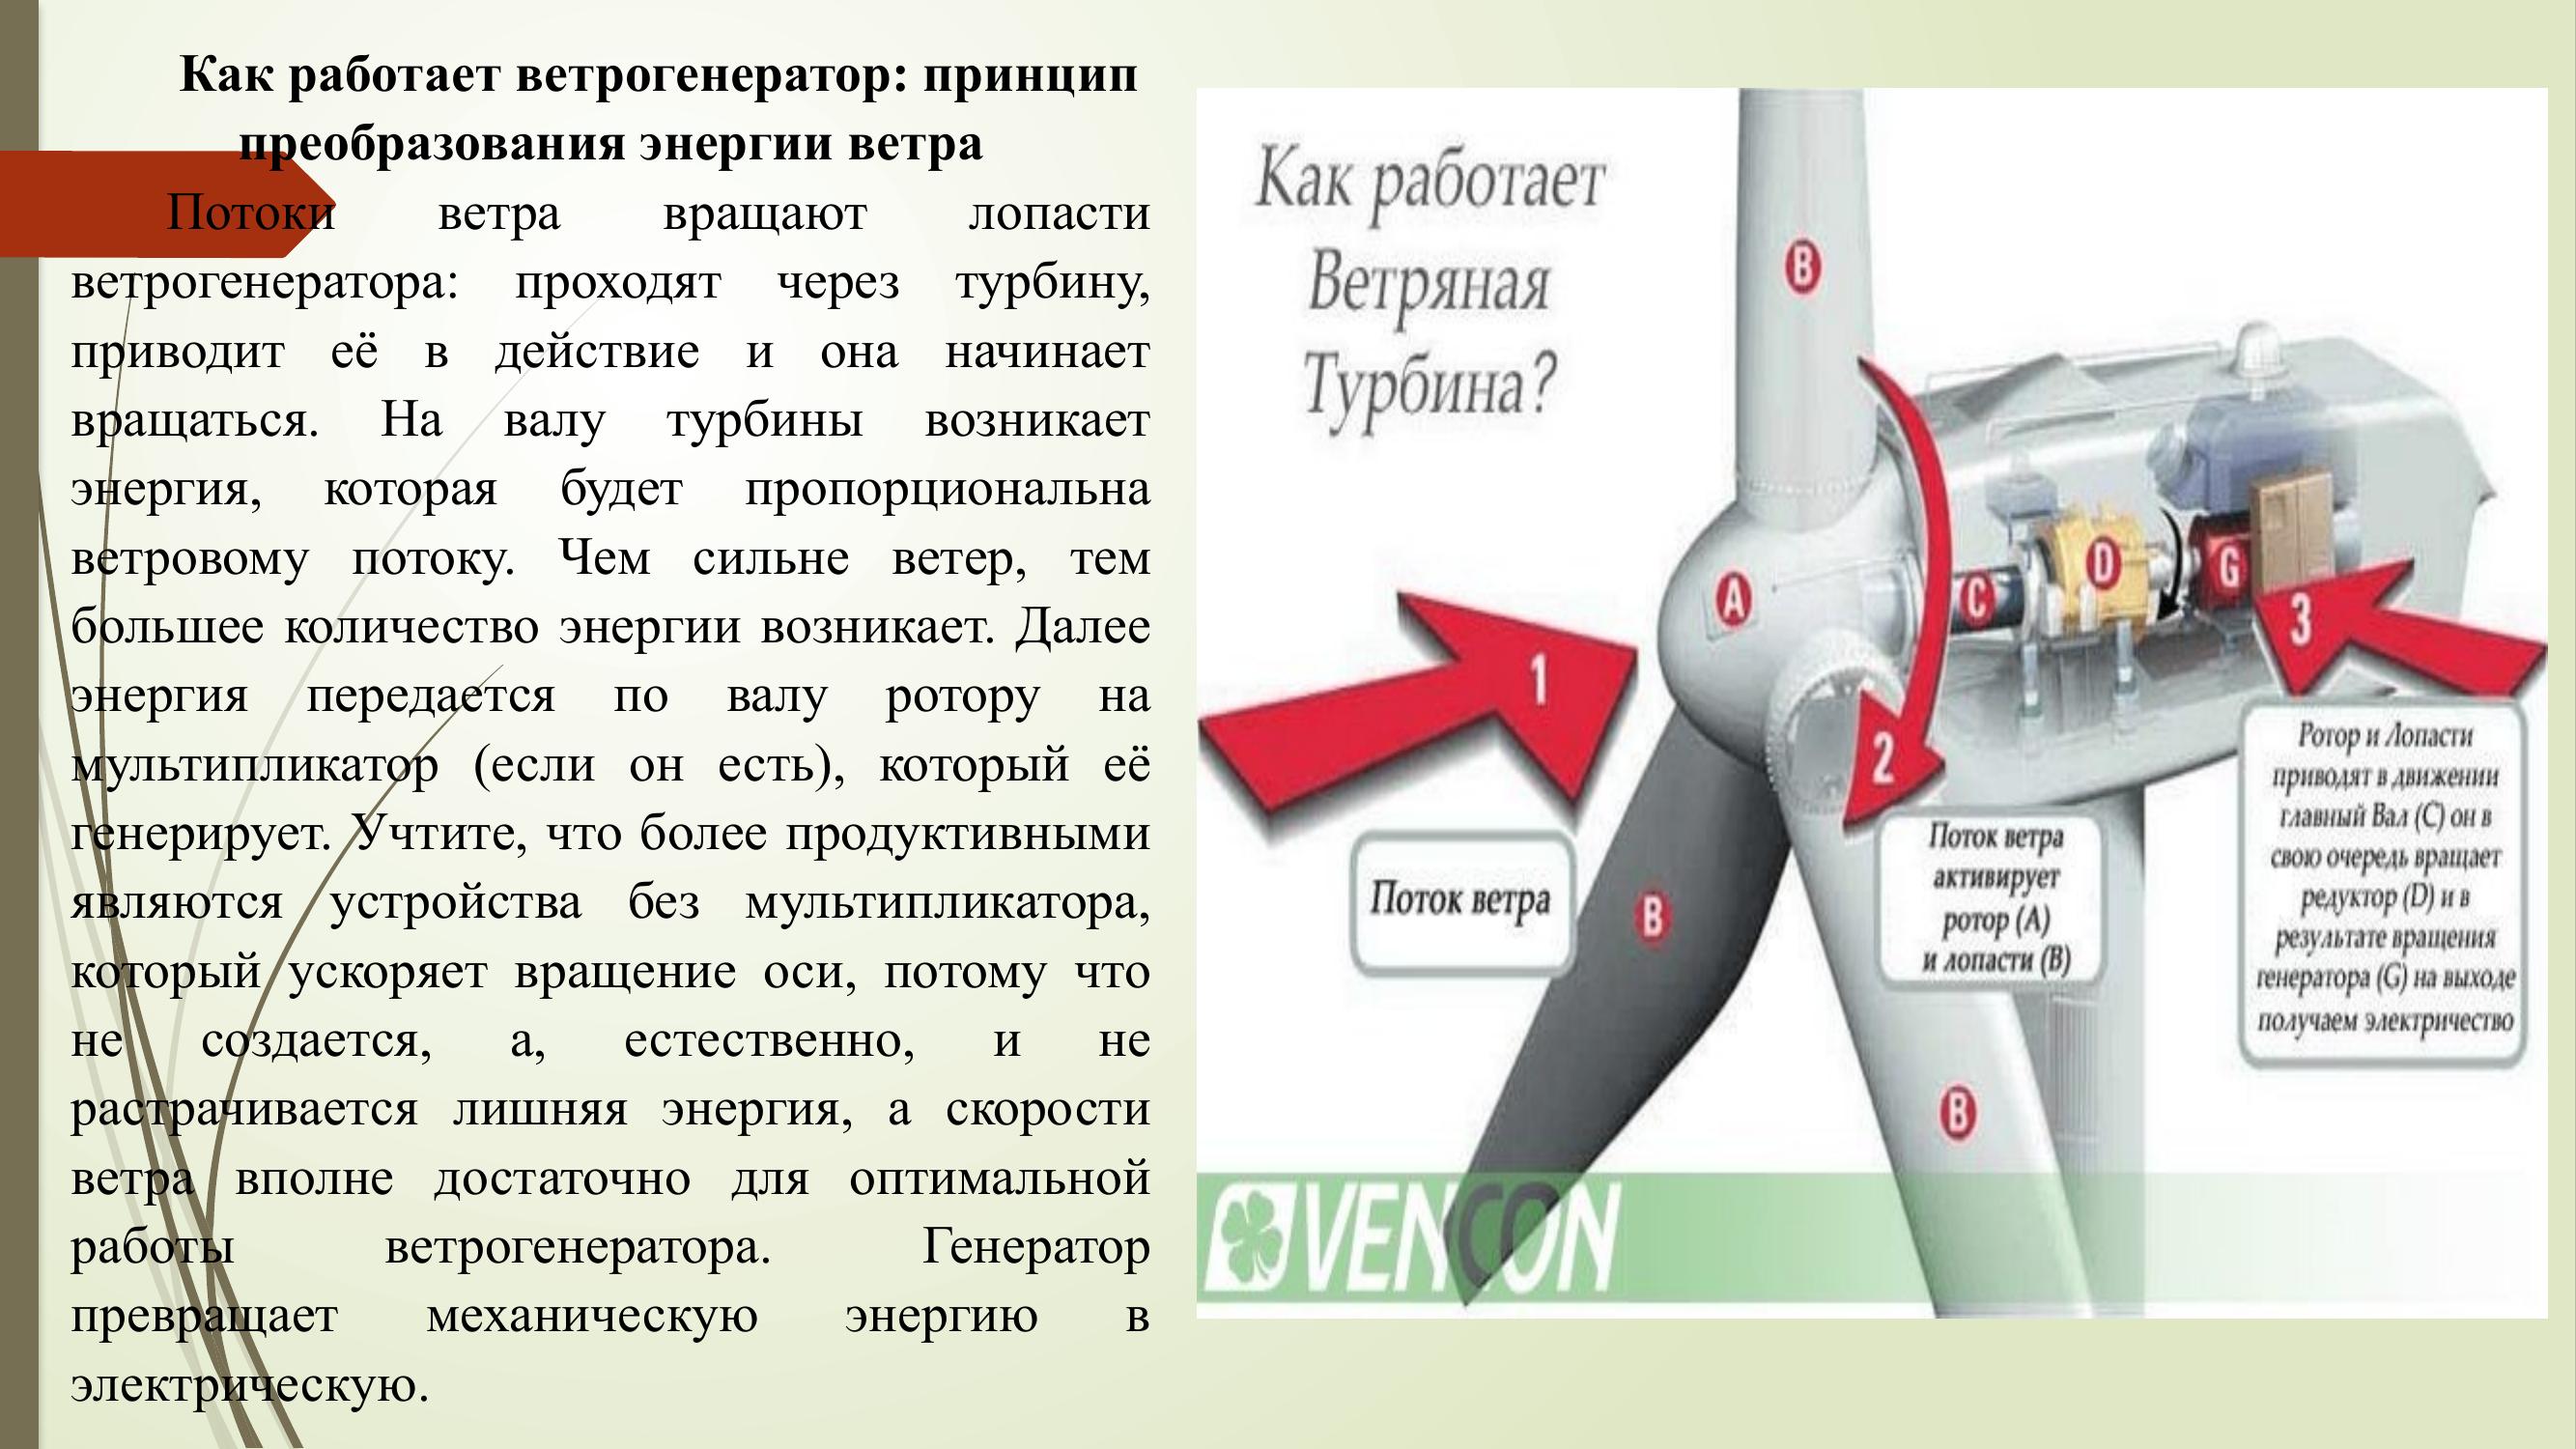 Как работает ветрогенератор: принцип
преобразования энергии ветра
Потоки ветра вращают лопасти
ветрогенератора: проходят через турбину,
приводит её в действие и она начинает
вращаться. На валу турбины возникает
энергия, которая будет пропорциональна
ветровому потоку. Чем сильне ветер, тем
большее количество энергии возникает. Далее
энергия передается по валу ротору на
мультипликатор (если он есть), который её
генерирует. Учтите, что более продуктивными
являются устройства без мультипликатора,
который ускоряет вращение оси, потому что
не создается, а, естественно, и не
растрачивается лишняя энергия, а скорости
ветра вполне достаточно для оптимальной
работы ветрогенератора. Генератор
превращает механическую энергию в
электрическую.
Как работает
Ветряная
Турбина?
B
A
C
D
G
1
2
3
B
B
Поток ветра
Поток ветра
активирует
ротор (A)
и лопасти (B)
Ротор и Лопасти
приводят в движении
главный Вал (C) он в
свою очередь вращает
редуктор (D) и в
результате вращения
генератора (G) на выходе
получаем электричество
VENCON